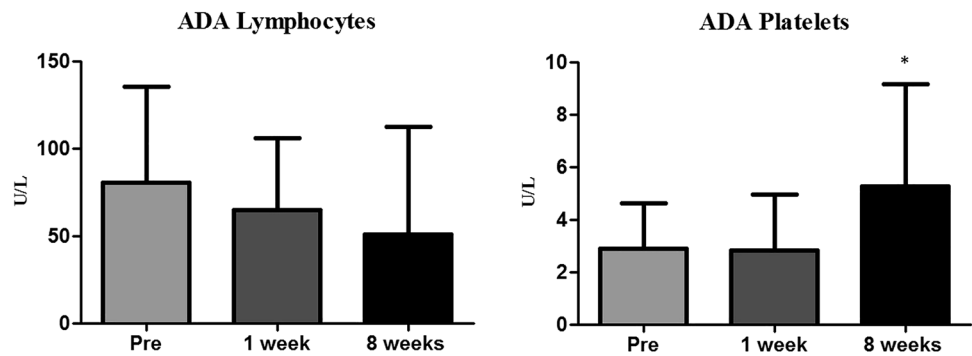 ADA Lymphocytes
150
100
50
0
U/L
Pre
1 week
8 weeks
ADA Platelets
10
8
6
4
2
0
U/L
*
Pre
1 week
8 weeks